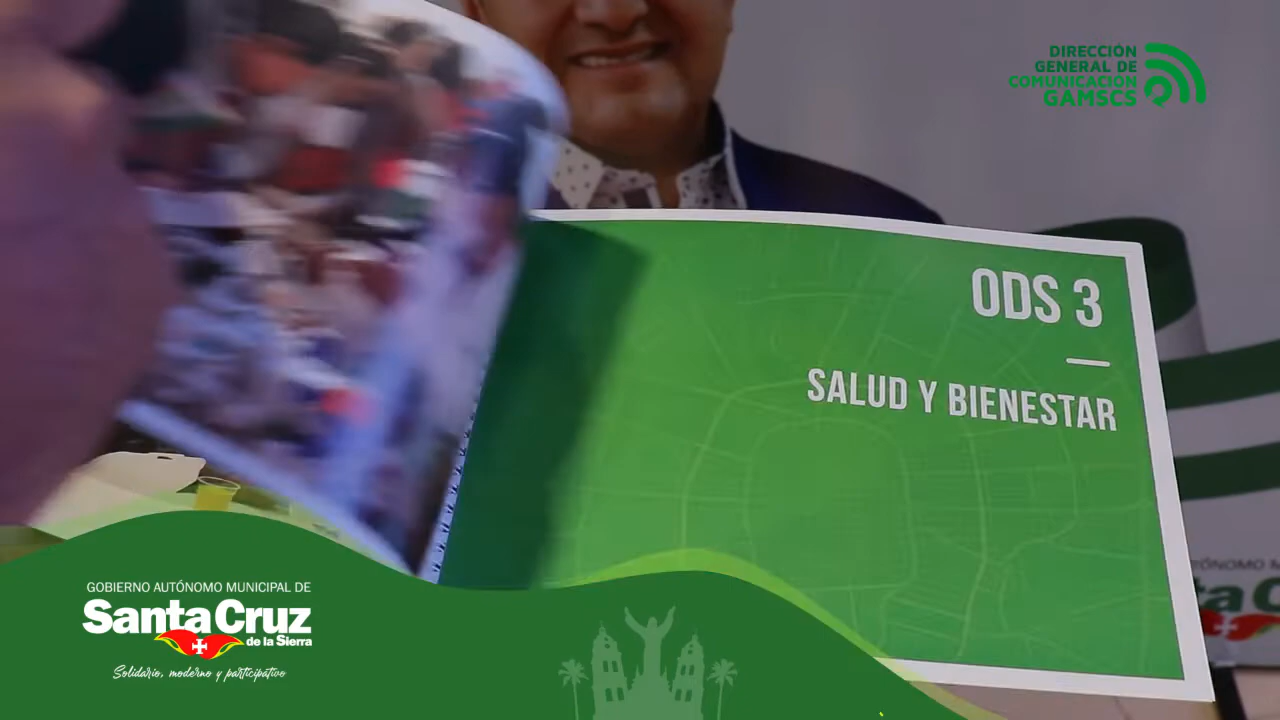 DIRECCIÓN
GENERAL DE
COMUNICACIÓN
GAMSCS
ODS 3
SALUD Y BIENESTAR
GOBIERNO AUTÓNOMO MUNICIPAL DE
Santa Cruz
de la Sierra
Solidario, moderno y participativo